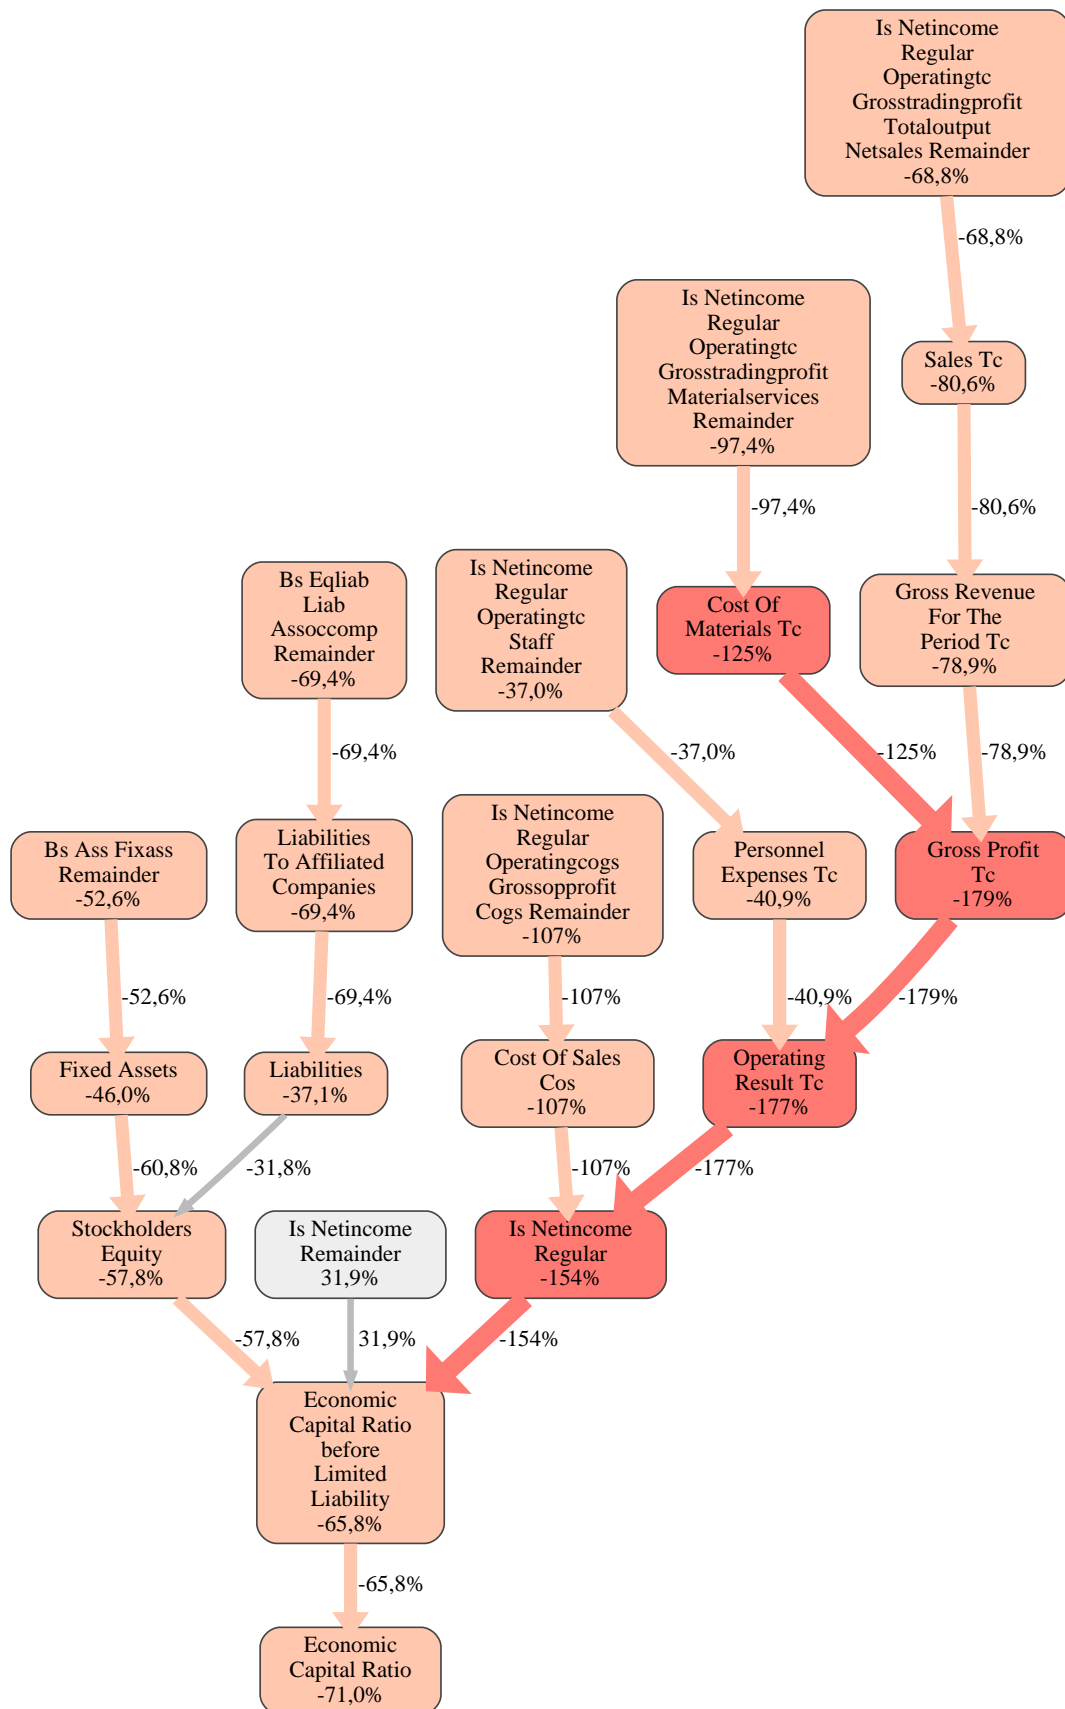 Is Netincome
Regular
Operatingtc
Grosstradingprofit
Totaloutput
Netsales Remainder
-68,8%
-68,8%
Is Netincome
Regular
Operatingtc
Grosstradingprofit
Materialservices
Remainder
-97,4%
Sales Tc
-80,6%
-97,4%
-80,6%
Bs Eqliab
Liab
Assoccomp
Remainder
-69,4%
Is Netincome
Regular
Operatingtc
Staff
Remainder
-37,0%
Cost Of
Materials Tc
-125%
Gross Revenue
For The
Period Tc
-78,9%
-69,4%
-37,0%
-125%
-78,9%
Bs Ass Fixass
Remainder
-52,6%
Liabilities
To Affiliated
Companies
-69,4%
Is Netincome
Regular
Operatingcogs
Grossopprofit
Cogs Remainder
-107%
Personnel
Expenses Tc
-40,9%
Gross Profit
Tc
-179%
-52,6%
-69,4%
-107%
-40,9%
-179%
Fixed Assets
-46,0%
Liabilities
-37,1%
Cost Of Sales
Cos
-107%
Operating
Result Tc
-177%
-60,8%
-31,8%
-107%
-177%
Stockholders
Equity
-57,8%
Is Netincome
Remainder
31,9%
Is Netincome
Regular
-154%
-57,8%
31,9%
-154%
Economic
Capital Ratio
before
Limited
Liability
-65,8%
-65,8%
Economic
Capital Ratio
-71,0%